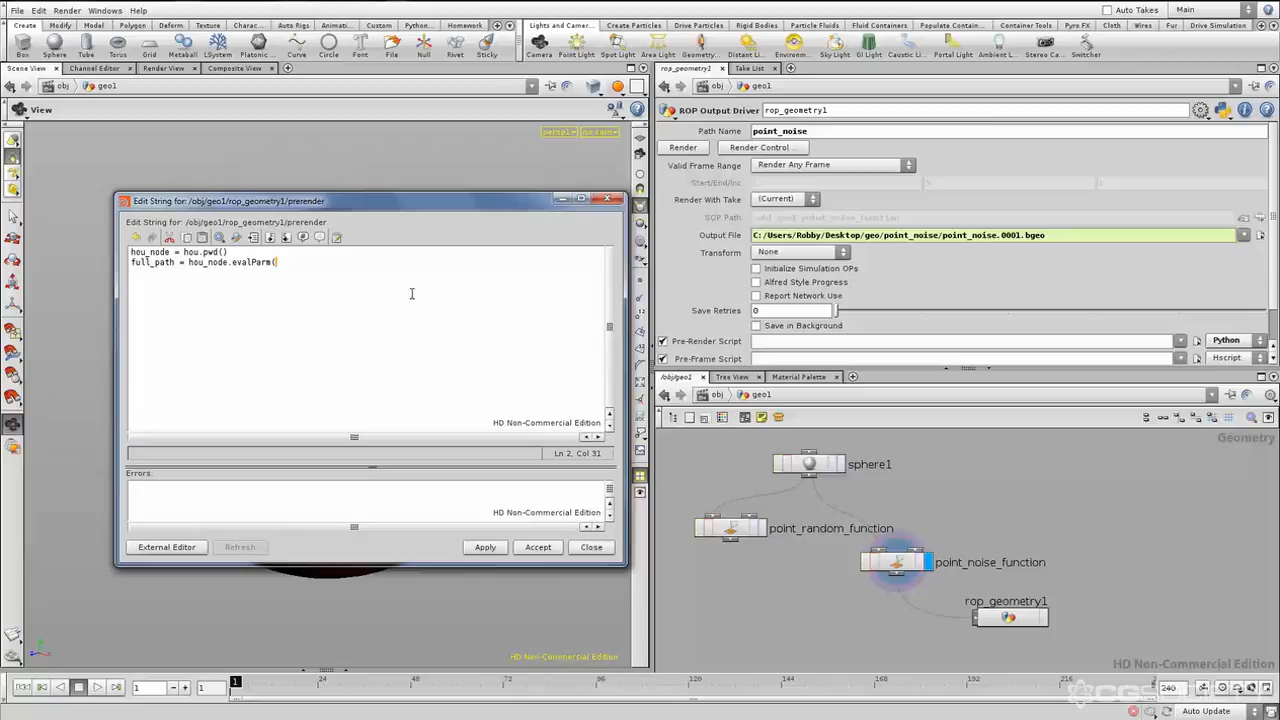 File Edit Render Windows Help Auto Takes Main
Create Modify Model Polygon Deform Texture Charac... Auto Rigs Animati... Custom Python... Homework Lights and Camer... Create Particles Drive Particles Rigid Bodies Particle Fluids Fluid Containers Populate Contain... Container Tools Pyro FX Cloth Wires Fur Drive Simulation
Box Sphere Tube Torus Grid Metaball LSystem Platonic... Curve Circle Font File Null Rivet Sticky Camera Point Light Spot Light Area Light Geometry... Distant Li... Environm... Sky Light GI Light Caustic Light Portal Light Ambient L... Stereo Cam... Switcher
Scene View Channel Editor Render View Composite View rop_geometry1 Take List
obj geo1 obj geo1
View
persp1 no cam
ROP Output Driver rop_geometry1
Path Name point_noise
Render Render Control...
Valid Frame Range Render Any Frame
Start/End/Inc
Render With Take (Current)
SOP Path
Output File C:/Users/Robby/Desktop/geo/point_noise/point_noise.0001.bgeo
Transform None
Initialize Simulation OPs
Alfred Style Progress
Report Network Use
Save Retries 0
Save in Background
Pre-Render Script Python
Pre-Frame Script Hscript
Edit String for: /obj/geo1/rop_geometry1/prerender
Edit String for: /obj/geo1/rop_geometry1/prerender
hou_node = hou.pwd()
full_path = hou_node.evalParm(
HD Non-Commercial Edition
Ln 2, Col 31
Errors:
HD Non-Commercial Edition
External Editor Refresh Apply Accept Close
HD Non-Commercial Edition
/obj/geo1 Tree View Material Palette
obj geo1
Geometry
sphere1
point_random_function
point_noise_function
rop_geometry1
HD Non-Commercial Edition
1 1 1 24 48 72 96 120 144 168 192 216 240
Auto Update